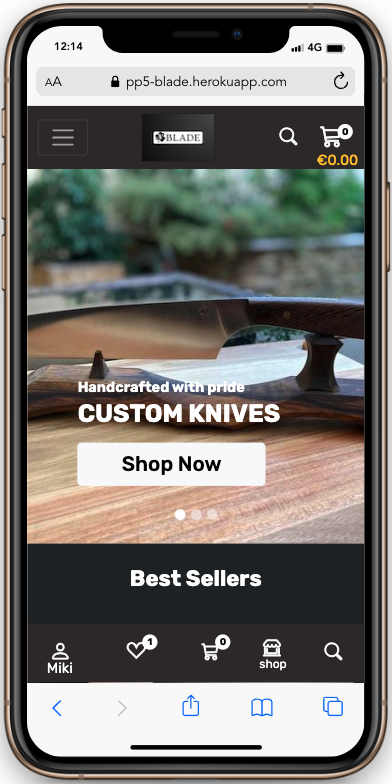 12:14
4G
AA
pp5-blade.herokuapp.com
BLADE
0
€0.00
Handcrafted with pride
CUSTOM KNIVES
Shop Now
Best Sellers
1
0
Miki
shop